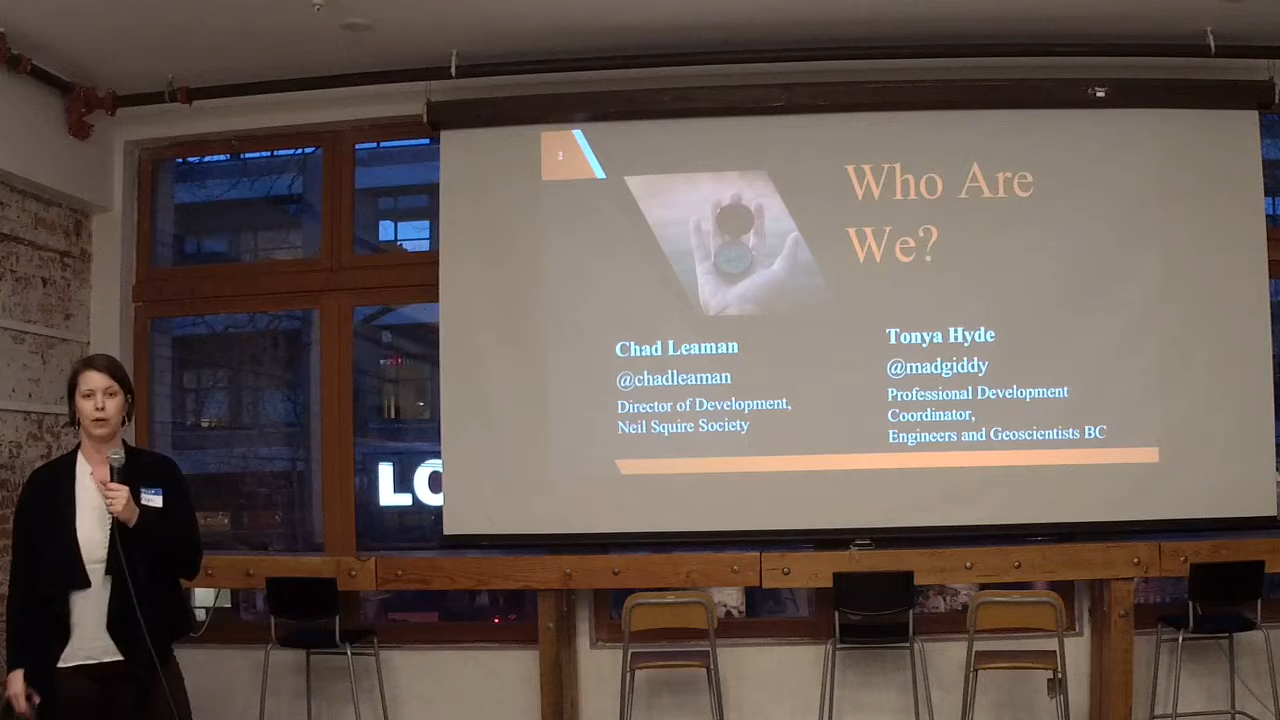 2
Who Are
We?
Chad Leaman
@chadleaman
Director of Development,
Neil Squire Society
Tonya Hyde
@madgiddy
Professional Development
Coordinator,
Engineers and Geoscientists BC
LO